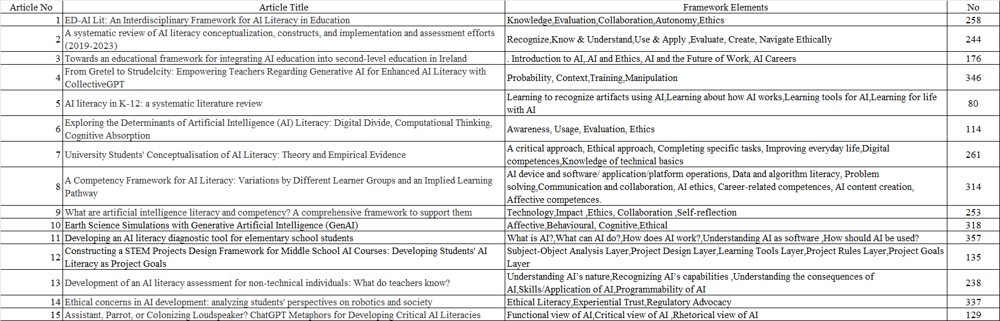 Article No Article Title Framework Elements No
1 ED-AI Lit: An Interdisciplinary Framework for AI Literacy in Education Knowledge,Evaluation,Collaboration,Autonomy,Ethics 258
2 A systematic review of AI literacy conceptualization, constructs, and implementation and assessment efforts
(2019-2023) Recognize,Know & Understand,Use & Apply ,Evaluate, Create, Navigate Ethically 244
3 Towards an educational framework for integrating AI education into second-level education in Ireland . Introduction to AI,.AI and Ethics, AI and the Future of Work, AI Careers 176
4 From Gretel to Strudelcity: Empowering Teachers Regarding Generative AI for Enhanced AI Literacy with
CollectiveGPT Probability, Context,Training,Manipulation 346
5 AI literacy in K-12: a systematic literature review Learning to recognize artifacts using AI,Learning about how AI works,Learning tools for AI,Learning for life
with AI 80
6 Exploring the Determinants of Artificial Intelligence (AI) Literacy: Digital Divide, Computational Thinking,
Cognitive Absorption Awareness, Usage, Evaluation, Ethics 114
7 University Students' Conceptualisation of AI Literacy: Theory and Empirical Evidence A critical approach, Ethical approach, Completing specific tasks, Improving everyday life,Digital
competences,Knowledge of technical basics 261
8 A Competency Framework for AI Literacy: Variations by Different Learner Groups and an Implied Learning
Pathway AI device and software/ application/platform operations, Data and algorithm literacy, Problem
solving,Communication and collaboration, AI ethics, Career-related competences, AI content creation,
Affective competences. 314
9 What are artificial intelligence literacy and competency? A comprehensive framework to support them Technology,Impact ,Ethics, Collaboration ,Self-reflection 253
10 Earth Science Simulations with Generative Artificial Intelligence (GenAI) Affective,Behavioural, Cognitive,Ethical 318
11 Developing an AI literacy diagnostic tool for elementary school students What is AI?,What can AI do?,How does AI work?,Understanding AI as software ,How should AI be used? 357
12 Constructing a STEM Projects Design Framework for Middle School AI Courses: Developing Students' AI
Literacy as Project Goals Subject-Object Analysis Layer,Project Design Layer,Learning Tools Layer,Project Rules Layer,Project Goals
Layer 135
13 Development of an AI literacy assessment for non-technical individuals: What do teachers know? Understanding AI’s nature,Recognizing AI’s capabilities ,Understanding the consequences of
AI,Skills/Application of AI,Programmability of AI 238
14 Ethical concerns in AI development: analyzing students' perspectives on robotics and society Ethical Literacy,Experiential Trust,Regulatory Advocacy 337
15 Assistant, Parrot, or Colonizing Loudspeaker? ChatGPT Metaphors for Developing Critical AI Literacies Functional view of AI,Critical view of AI ,Rhetorical view of AI 129